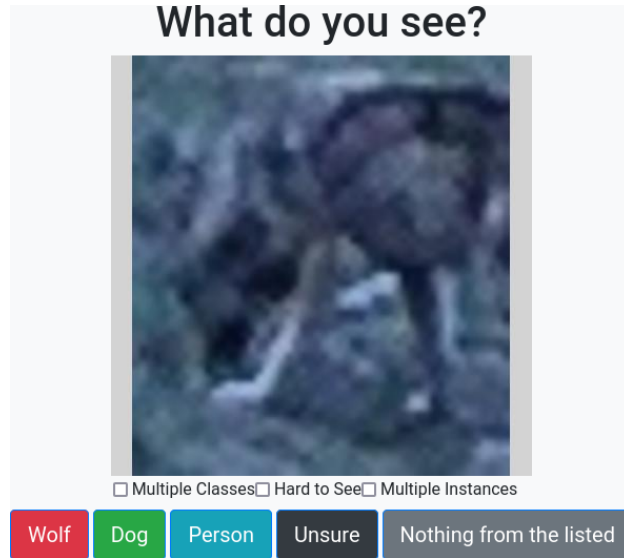 What do you see?
Multiple Classes Hard to See Multiple Instances
Wolf Dog Person Unsure Nothing from the listed